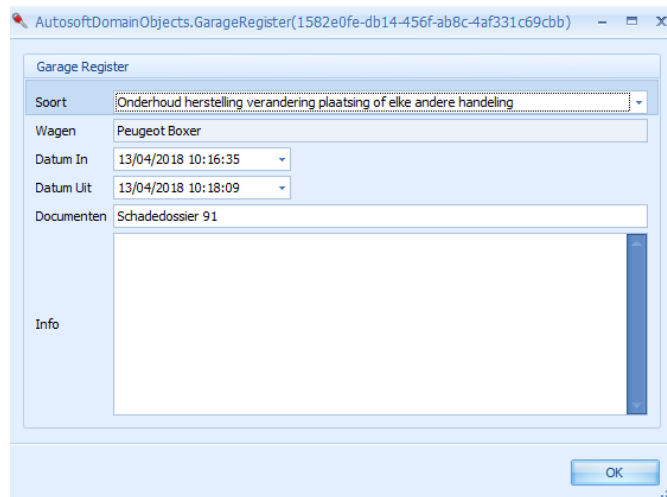 AutosoftDomainObjects.GarageRegister(1582e0fe-db14-456f-ab8c-4af331c69cbb)
Garage Register
Soort Onderhoud herstelling verandering plaatsing of elke andere handeling
Wagen Peugeot Boxer
Datum In 13/04/2018 10:16:35
Datum Uit 13/04/2018 10:18:09
Documenten Schadedossier 91
Info
OK